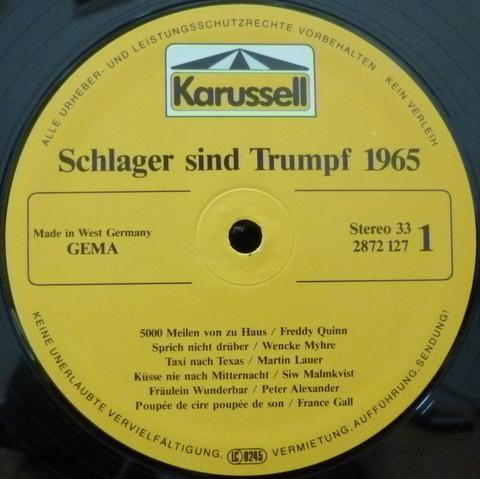 ALLE URHEBER- UND LEISTUNGSSCHUTZRECHTE VORBEHALTEN · KEIN VERLEIH
Karussell
Schlager sind Trumpf 1965
Made in West Germany
GEMA
Stereo 33
2872 127
1
5000 Meilen von zu Haus / Freddy Quinn
Sprich nicht drüber / Wencke Myhre
Taxi nach Texas / Martin Lauer
Küsse nie nach Mitternacht / Siw Malmkvist
Fräulein Wunderbar / Peter Alexander
Poupée de cire poupée de son / France Gall
KEINE UNERLAUBTE VERVIELFÄLTIGUNG, VERMIETUNG, AUFFÜHRUNG, SENDUNG!
LC 0245